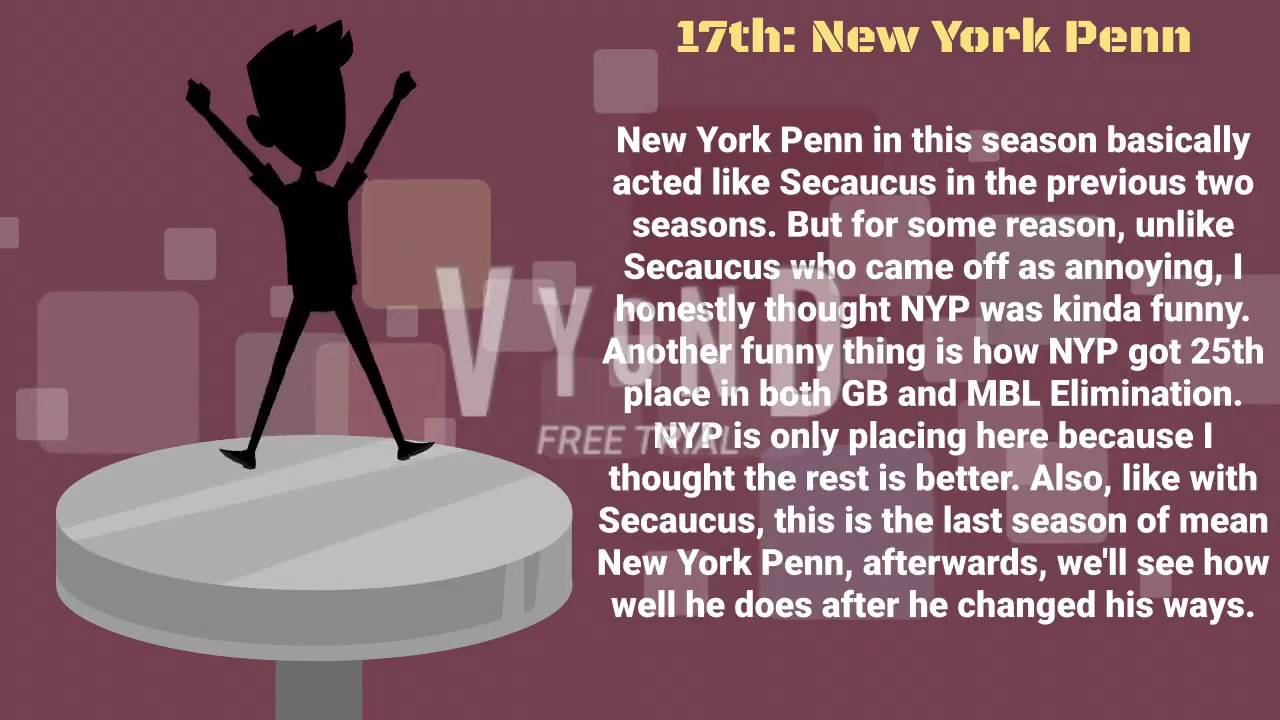 17th: New York Penn
New York Penn in this season basically
acted like Secaucus in the previous two
seasons. But for some reason, unlike
Secaucus who came off as annoying, I
honestly thought NYP was kinda funny.
Another funny thing is how NYP got 25th
place in both GB and MBL Elimination.
NYP is only placing here because I
thought the rest is better. Also, like with
Secaucus, this is the last season of mean
New York Penn, afterwards, we'll see how
well he does after he changed his ways.
VYOND
FREE TRIAL